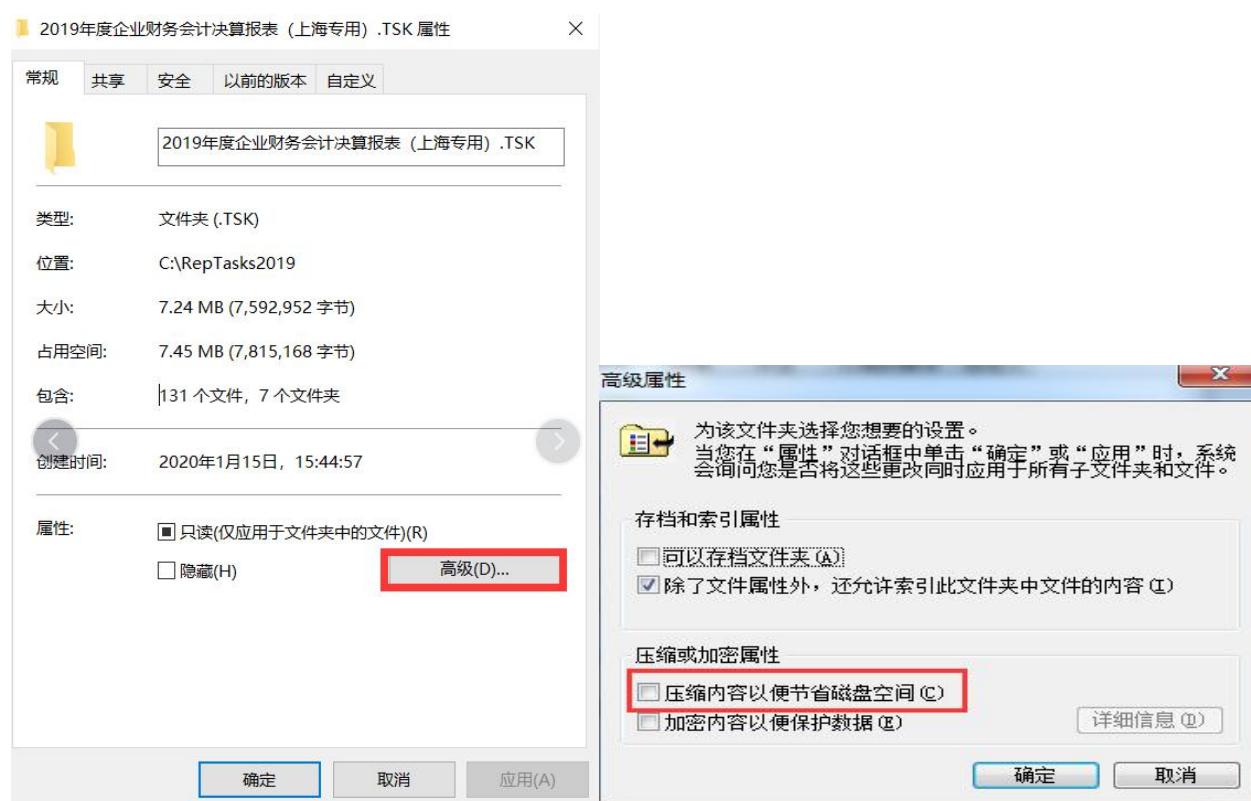 2019年度企业财务会计决算报表（上海专用）.TSK 属性
常规 共享 安全 以前的版本 自定义
2019年度企业财务会计决算报表（上海专用）.TSK
类型: 文件夹 (.TSK)
位置: C:\RepTasks2019
大小: 7.24 MB (7,592,952 字节)
占用空间: 7.45 MB (7,815,168 字节)
包含: 131 个文件，7 个文件夹
创建时间: 2020年1月15日，15:44:57
属性: 只读(仅应用于文件夹中的文件)(R)
隐藏(H) 高级(D)...
确定 取消 应用(A)
高级属性
为该文件夹选择您想要的设置。
当您在“属性”对话框中单击“确定”或“应用”时，系统
会询问您是否将这些更改同时应用于所有子文件夹和文件。
存档和索引属性
可以存档文件夹(A)
除了文件属性外，还允许索引此文件夹中文件的内容(I)
压缩或加密属性
压缩内容以便节省磁盘空间(C)
加密内容以便保护数据(E) 详细信息(D)
确定 取消